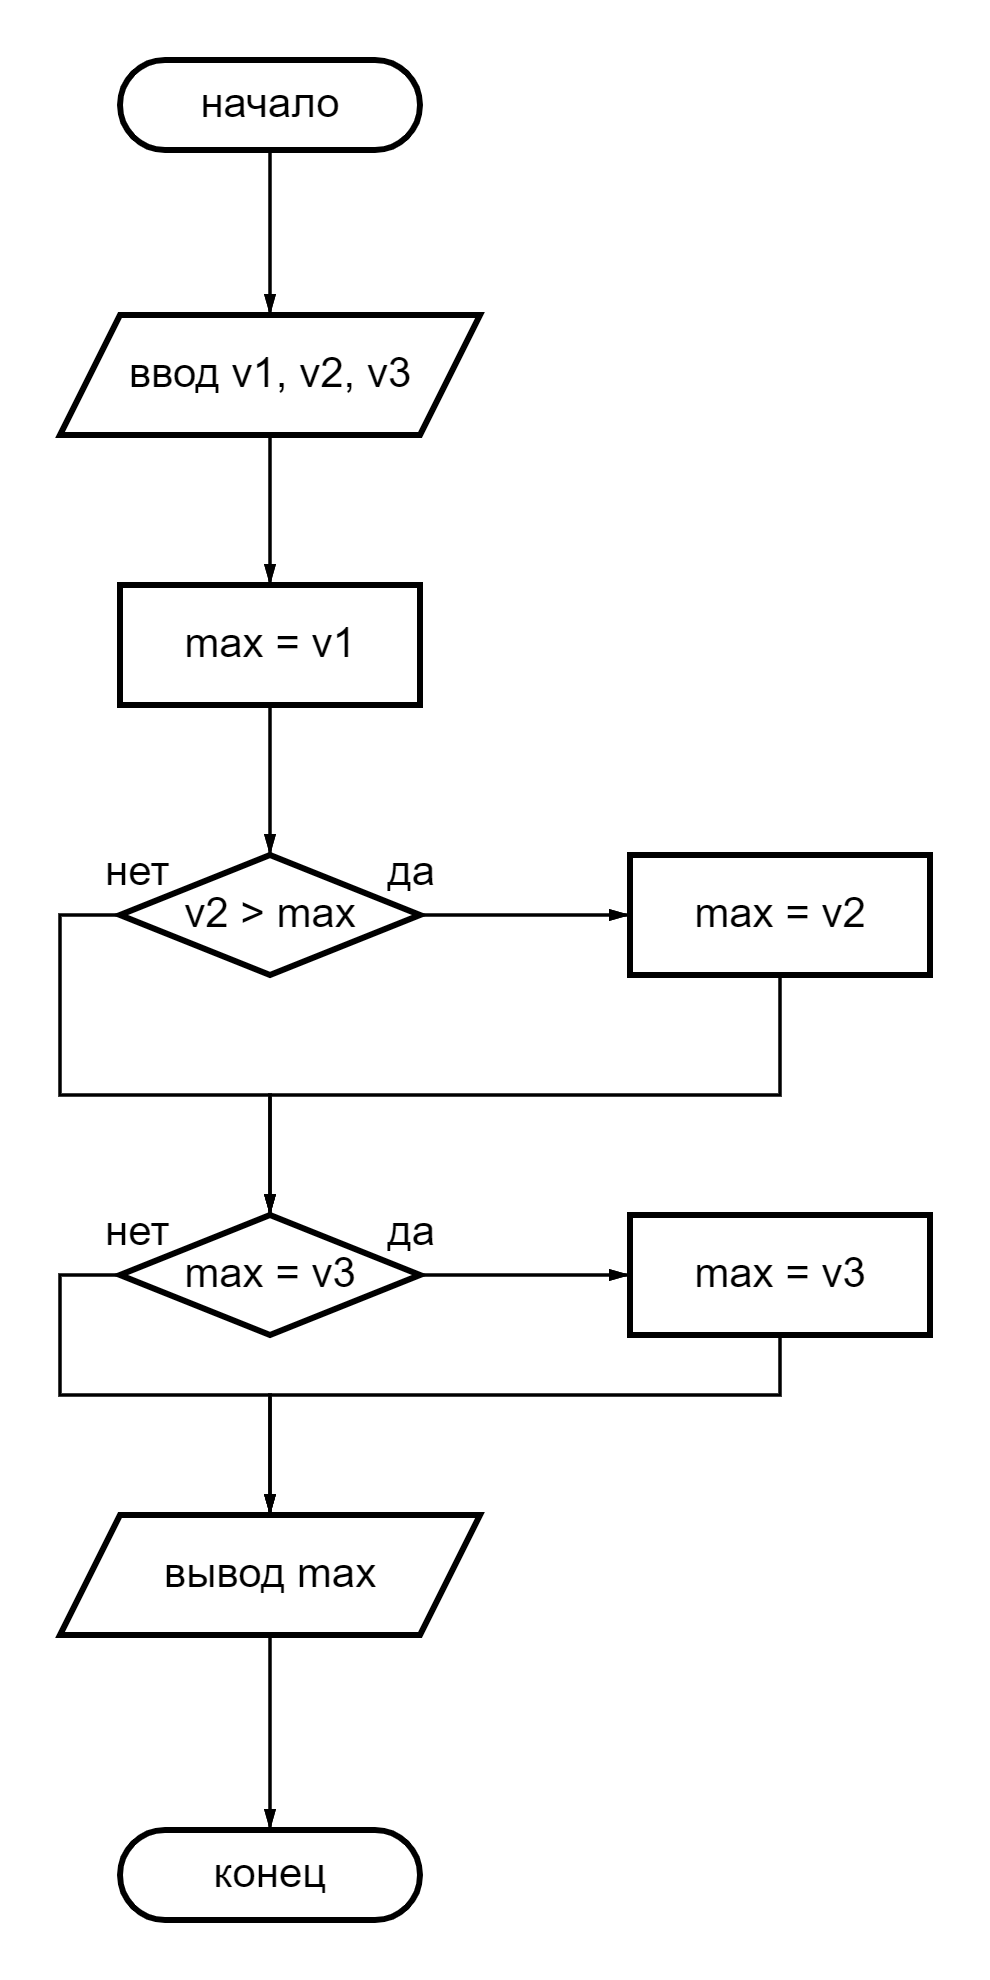 начало
ввод v1, v2, v3
max = v1
нет
да
v2 > max
max = v2
нет
да
max = v3
max = v3
вывод max
конец